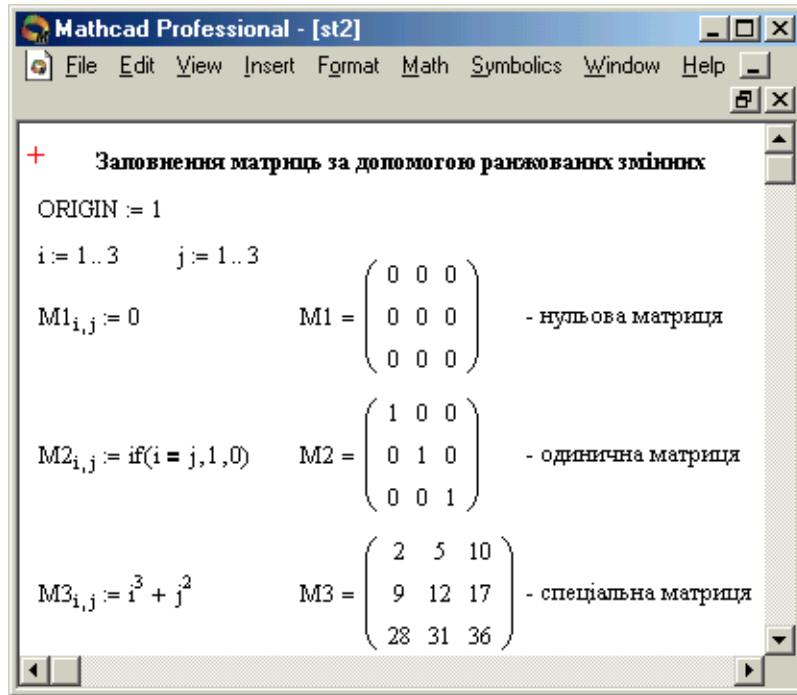 Mathcad Professional - [st2]
File Edit View Insert Format Math Symbolics Window Help
Заповнення матриць за допомогою ранжованих змінних
ORIGIN := 1
i := 1 .. 3 j := 1 .. 3
M1i,j := 0 M1 = ( 0 0 0 - нульова матриця
0 0 0
0 0 0 )
M2i,j := if(i = j,1,0) M2 = ( 1 0 0 - одинична матриця
0 1 0
0 0 1 )
M3i,j := i³ + j² M3 = ( 2 5 10 - спеціальна матриця
9 12 17
28 31 36 )